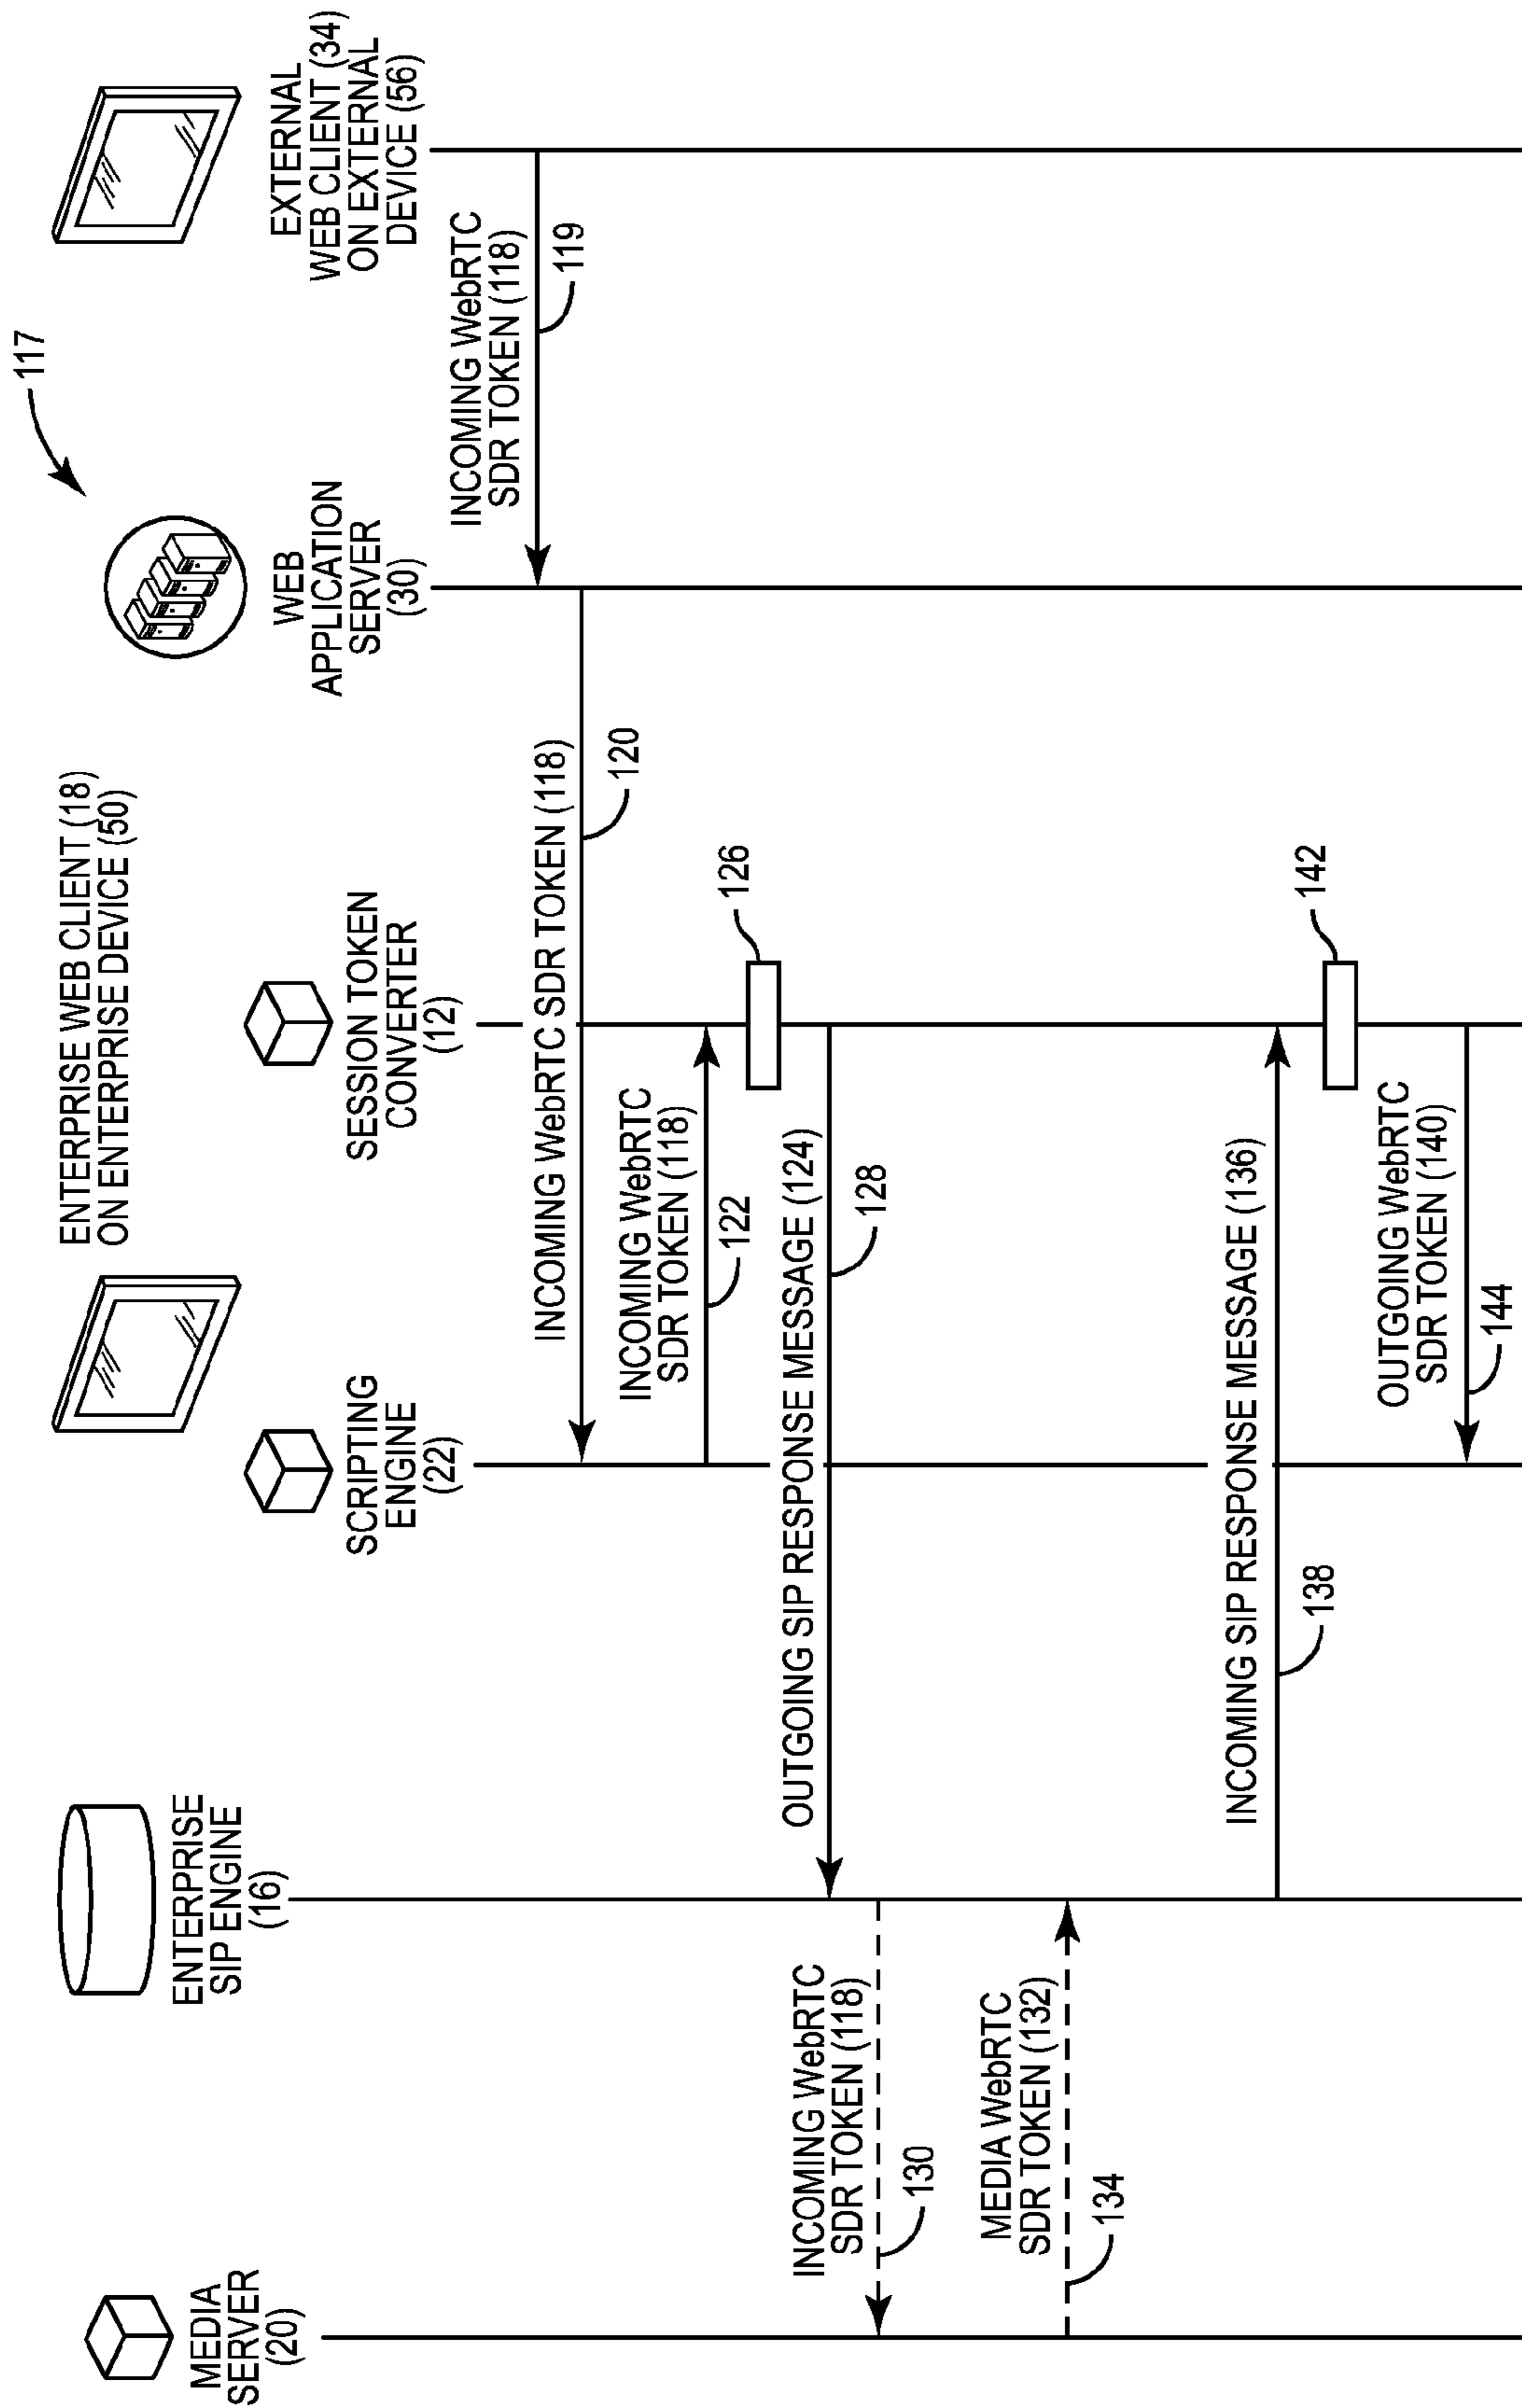 117
MEDIA
SERVER
(20)
ENTERPRISE
SIP ENGINE
(16)
ENTERPRISE WEB CLIENT (18)
ON ENTERPRISE DEVICE (50)
SCRIPTING
ENGINE
(22)
SESSION TOKEN
CONVERTER
(12)
WEB
APPLICATION
SERVER
(30)
EXTERNAL
WEB CLIENT (34)
ON EXTERNAL
DEVICE (56)
INCOMING WebRTC
SDR TOKEN (118)
119
INCOMING WebRTC SDR TOKEN (118)
120
INCOMING WebRTC
SDR TOKEN (118)
122
126
OUTGOING SIP RESPONSE MESSAGE (124)
128
INCOMING WebRTC
SDR TOKEN (118)
130
MEDIA WebRTC
SDR TOKEN (132)
134
INCOMING SIP RESPONSE MESSAGE (136)
138
142
OUTGOING WebRTC
SDR TOKEN (140)
144